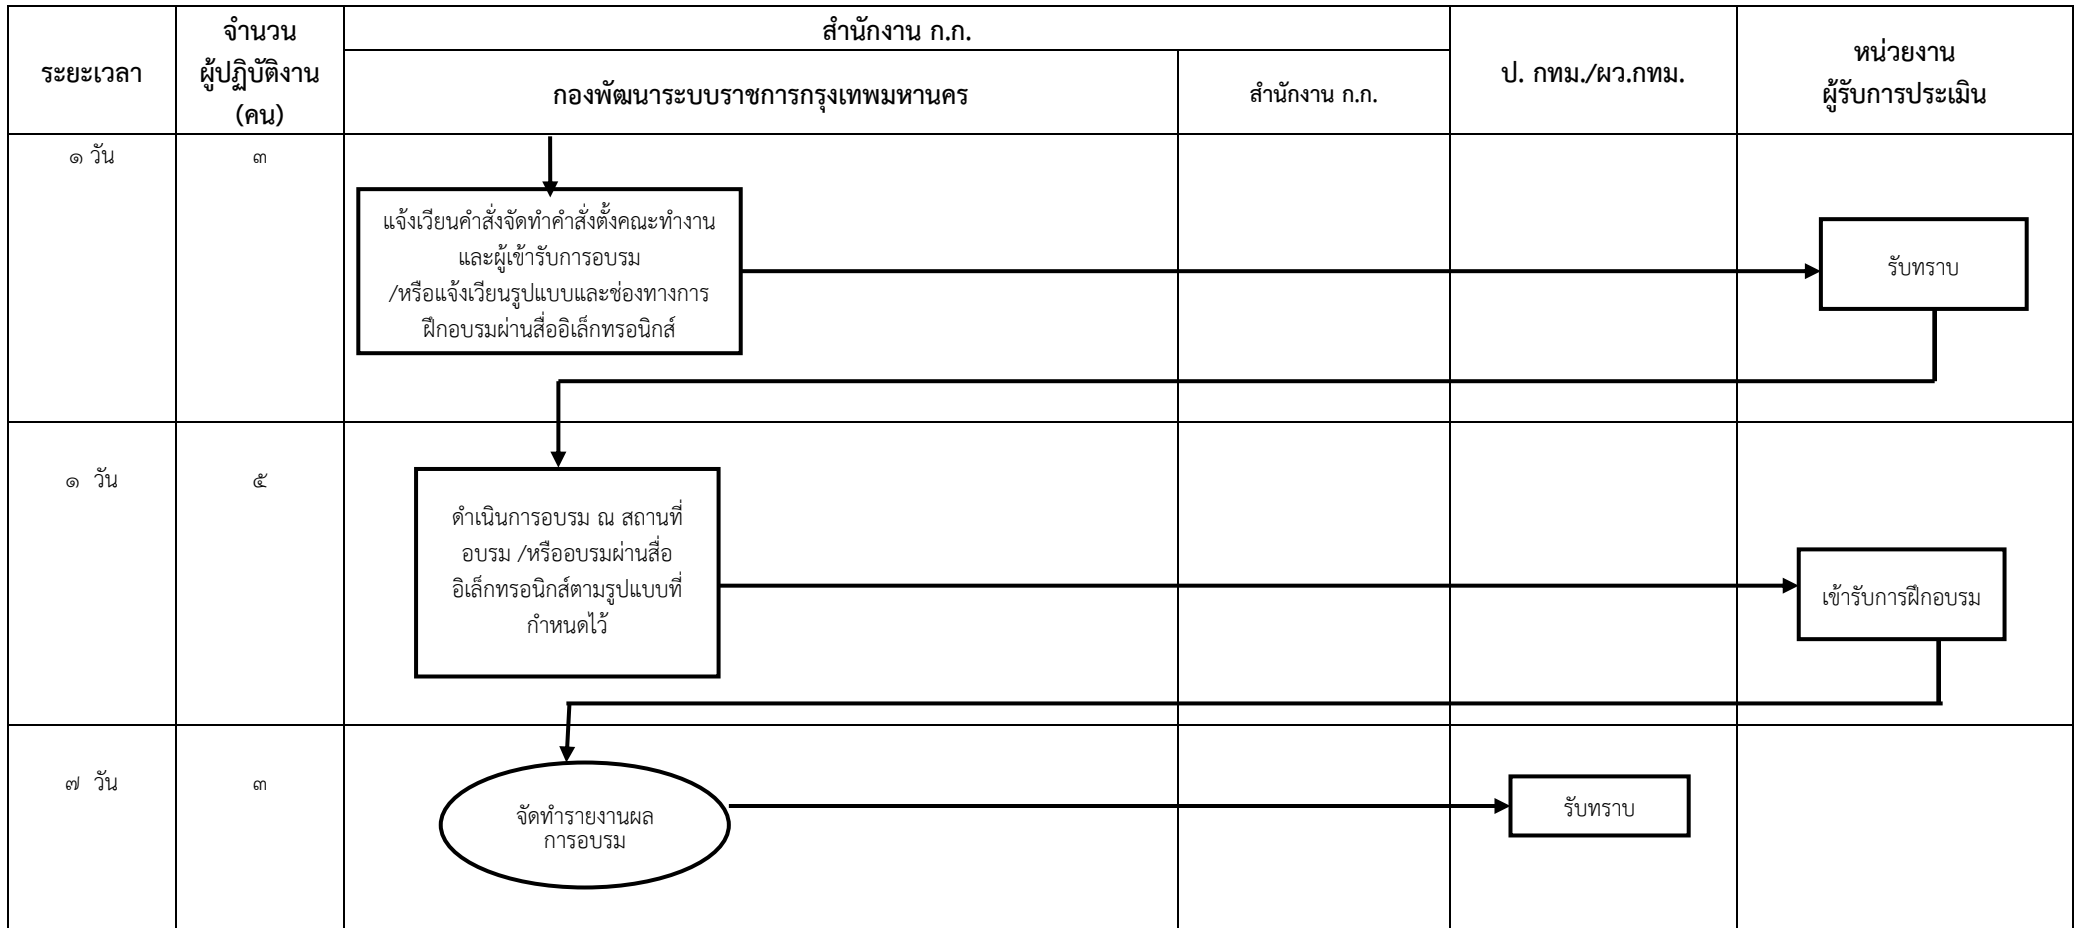 ระยะเวลา
จำนวน
ผู้ปฏิบัติงาน
(คน)
สำนักงาน ก.ก.
กองพัฒนาระบบราชการกรุงเทพมหานคร
สำนักงาน ก.ก.
ป. กทม./ผว.กทม.
หน่วยงาน
ผู้รับการประเมิน
๑ วัน
๓
แจ้งเวียนคำสั่งจัดทำคำสั่งตั้งคณะทำงาน
และผู้เข้ารับการอบรม
/หรือแจ้งเวียนรูปแบบและช่องทางการ
ฝึกอบรมผ่านสื่ออิเล็กทรอนิกส์
รับทราบ
๑ วัน
๕
ดำเนินการอบรม ณ สถานที่
อบรม /หรืออบรมผ่านสื่อ
อิเล็กทรอนิกส์ตามรูปแบบที่
กำหนดไว้
เข้ารับการฝึกอบรม
๗ วัน
๓
จัดทำรายงานผล
การอบรม
รับทราบ